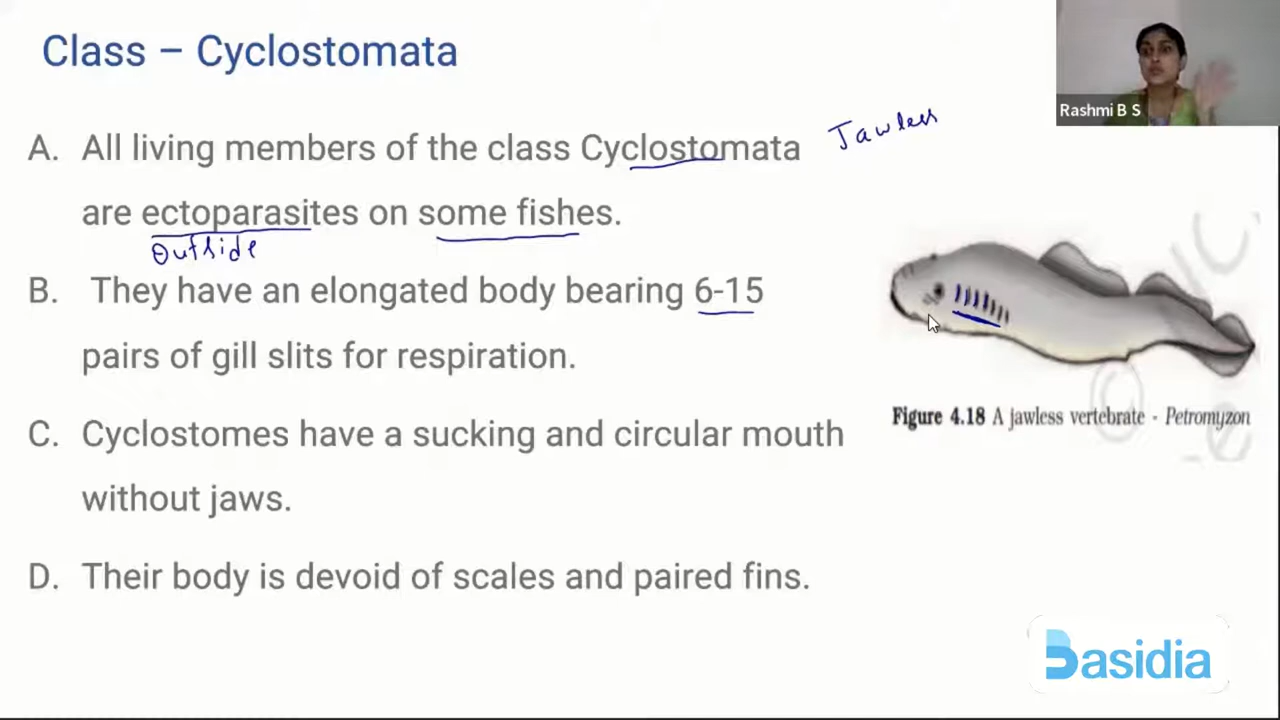 Class – Cyclostomata
Rashmi B S
Jawless
A. All living members of the class Cyclostomata
are ectoparasites on some fishes.
Outside
B. They have an elongated body bearing 6-15
pairs of gill slits for respiration.
Figure 4.18 A jawless vertebrate - Petromyzon
C. Cyclostomes have a sucking and circular mouth
without jaws.
D. Their body is devoid of scales and paired fins.
Basidia